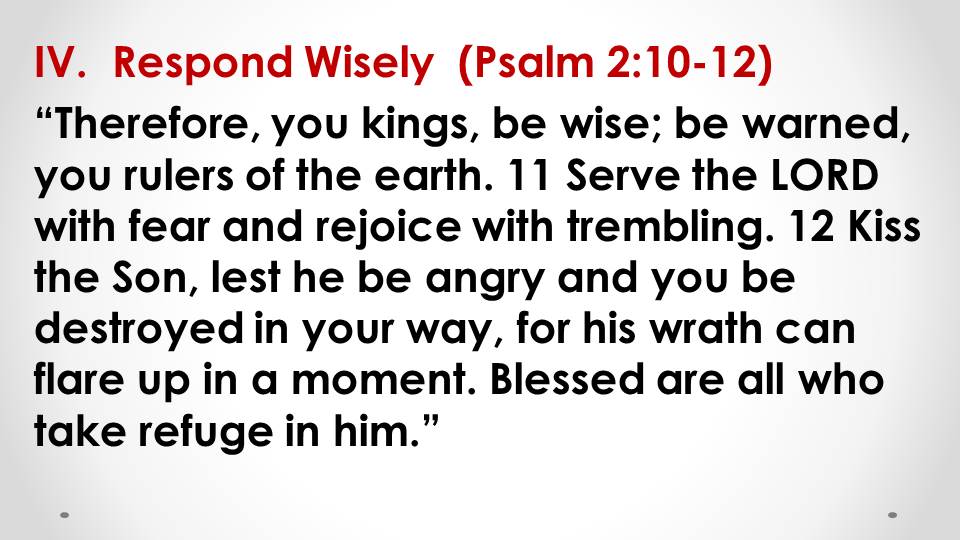 IV.  Respond Wisely  (Psalm 2:10-12)
“Therefore, you kings, be wise; be warned,
you rulers of the earth. 11 Serve the LORD
with fear and rejoice with trembling. 12 Kiss
the Son, lest he be angry and you be
destroyed in your way, for his wrath can
flare up in a moment. Blessed are all who
take refuge in him.”